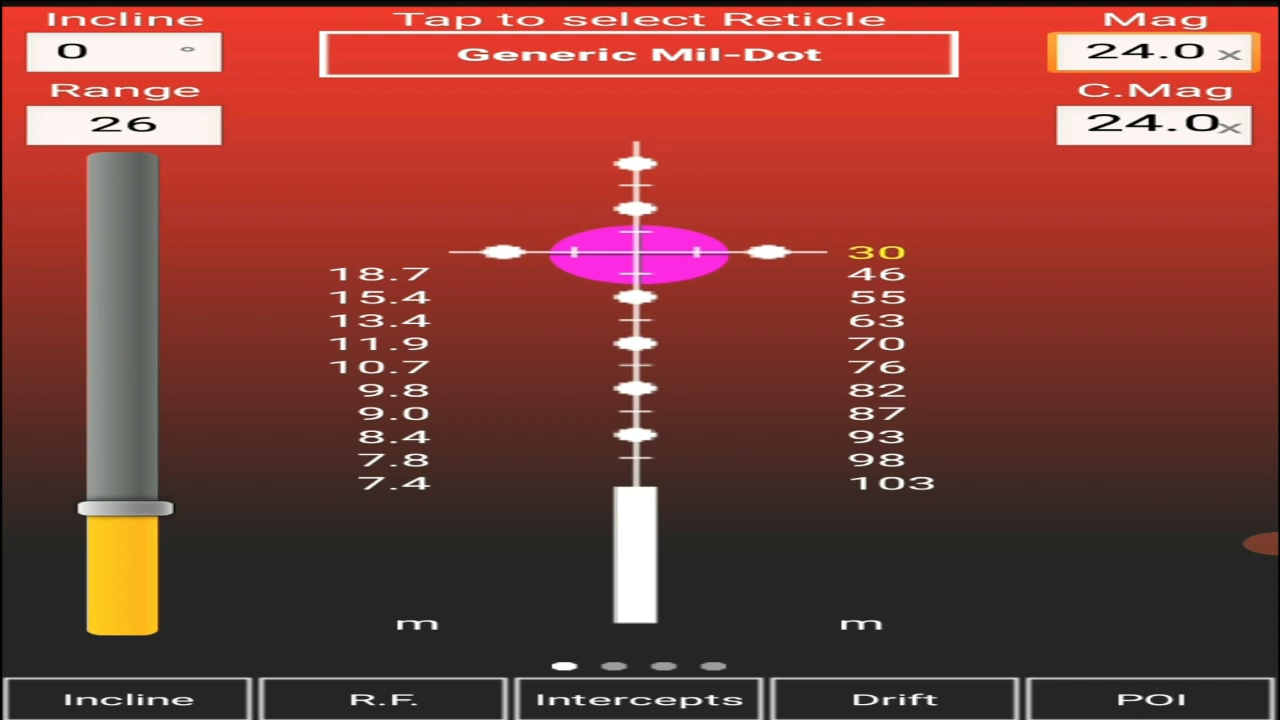 Incline Tap to select Reticle Mag
0 ° Generic Mil-Dot 24.0 x
Range C.Mag
26 24.0x
30
18.7 46
15.4 55
13.4 63
11.9 70
10.7 76
9.8 82
9.0 87
8.4 93
7.8 98
7.4 103
m m
Incline R.F. Intercepts Drift POI